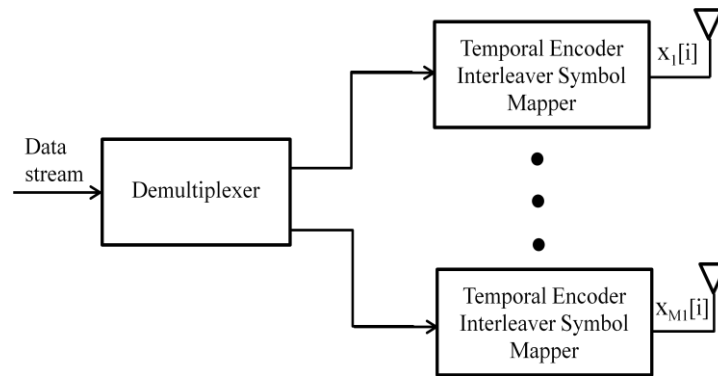 Data
stream
Demultiplexer
Temporal Encoder
Interleaver Symbol
Mapper
x1[i]
Temporal Encoder
Interleaver Symbol
Mapper
xM1[i]